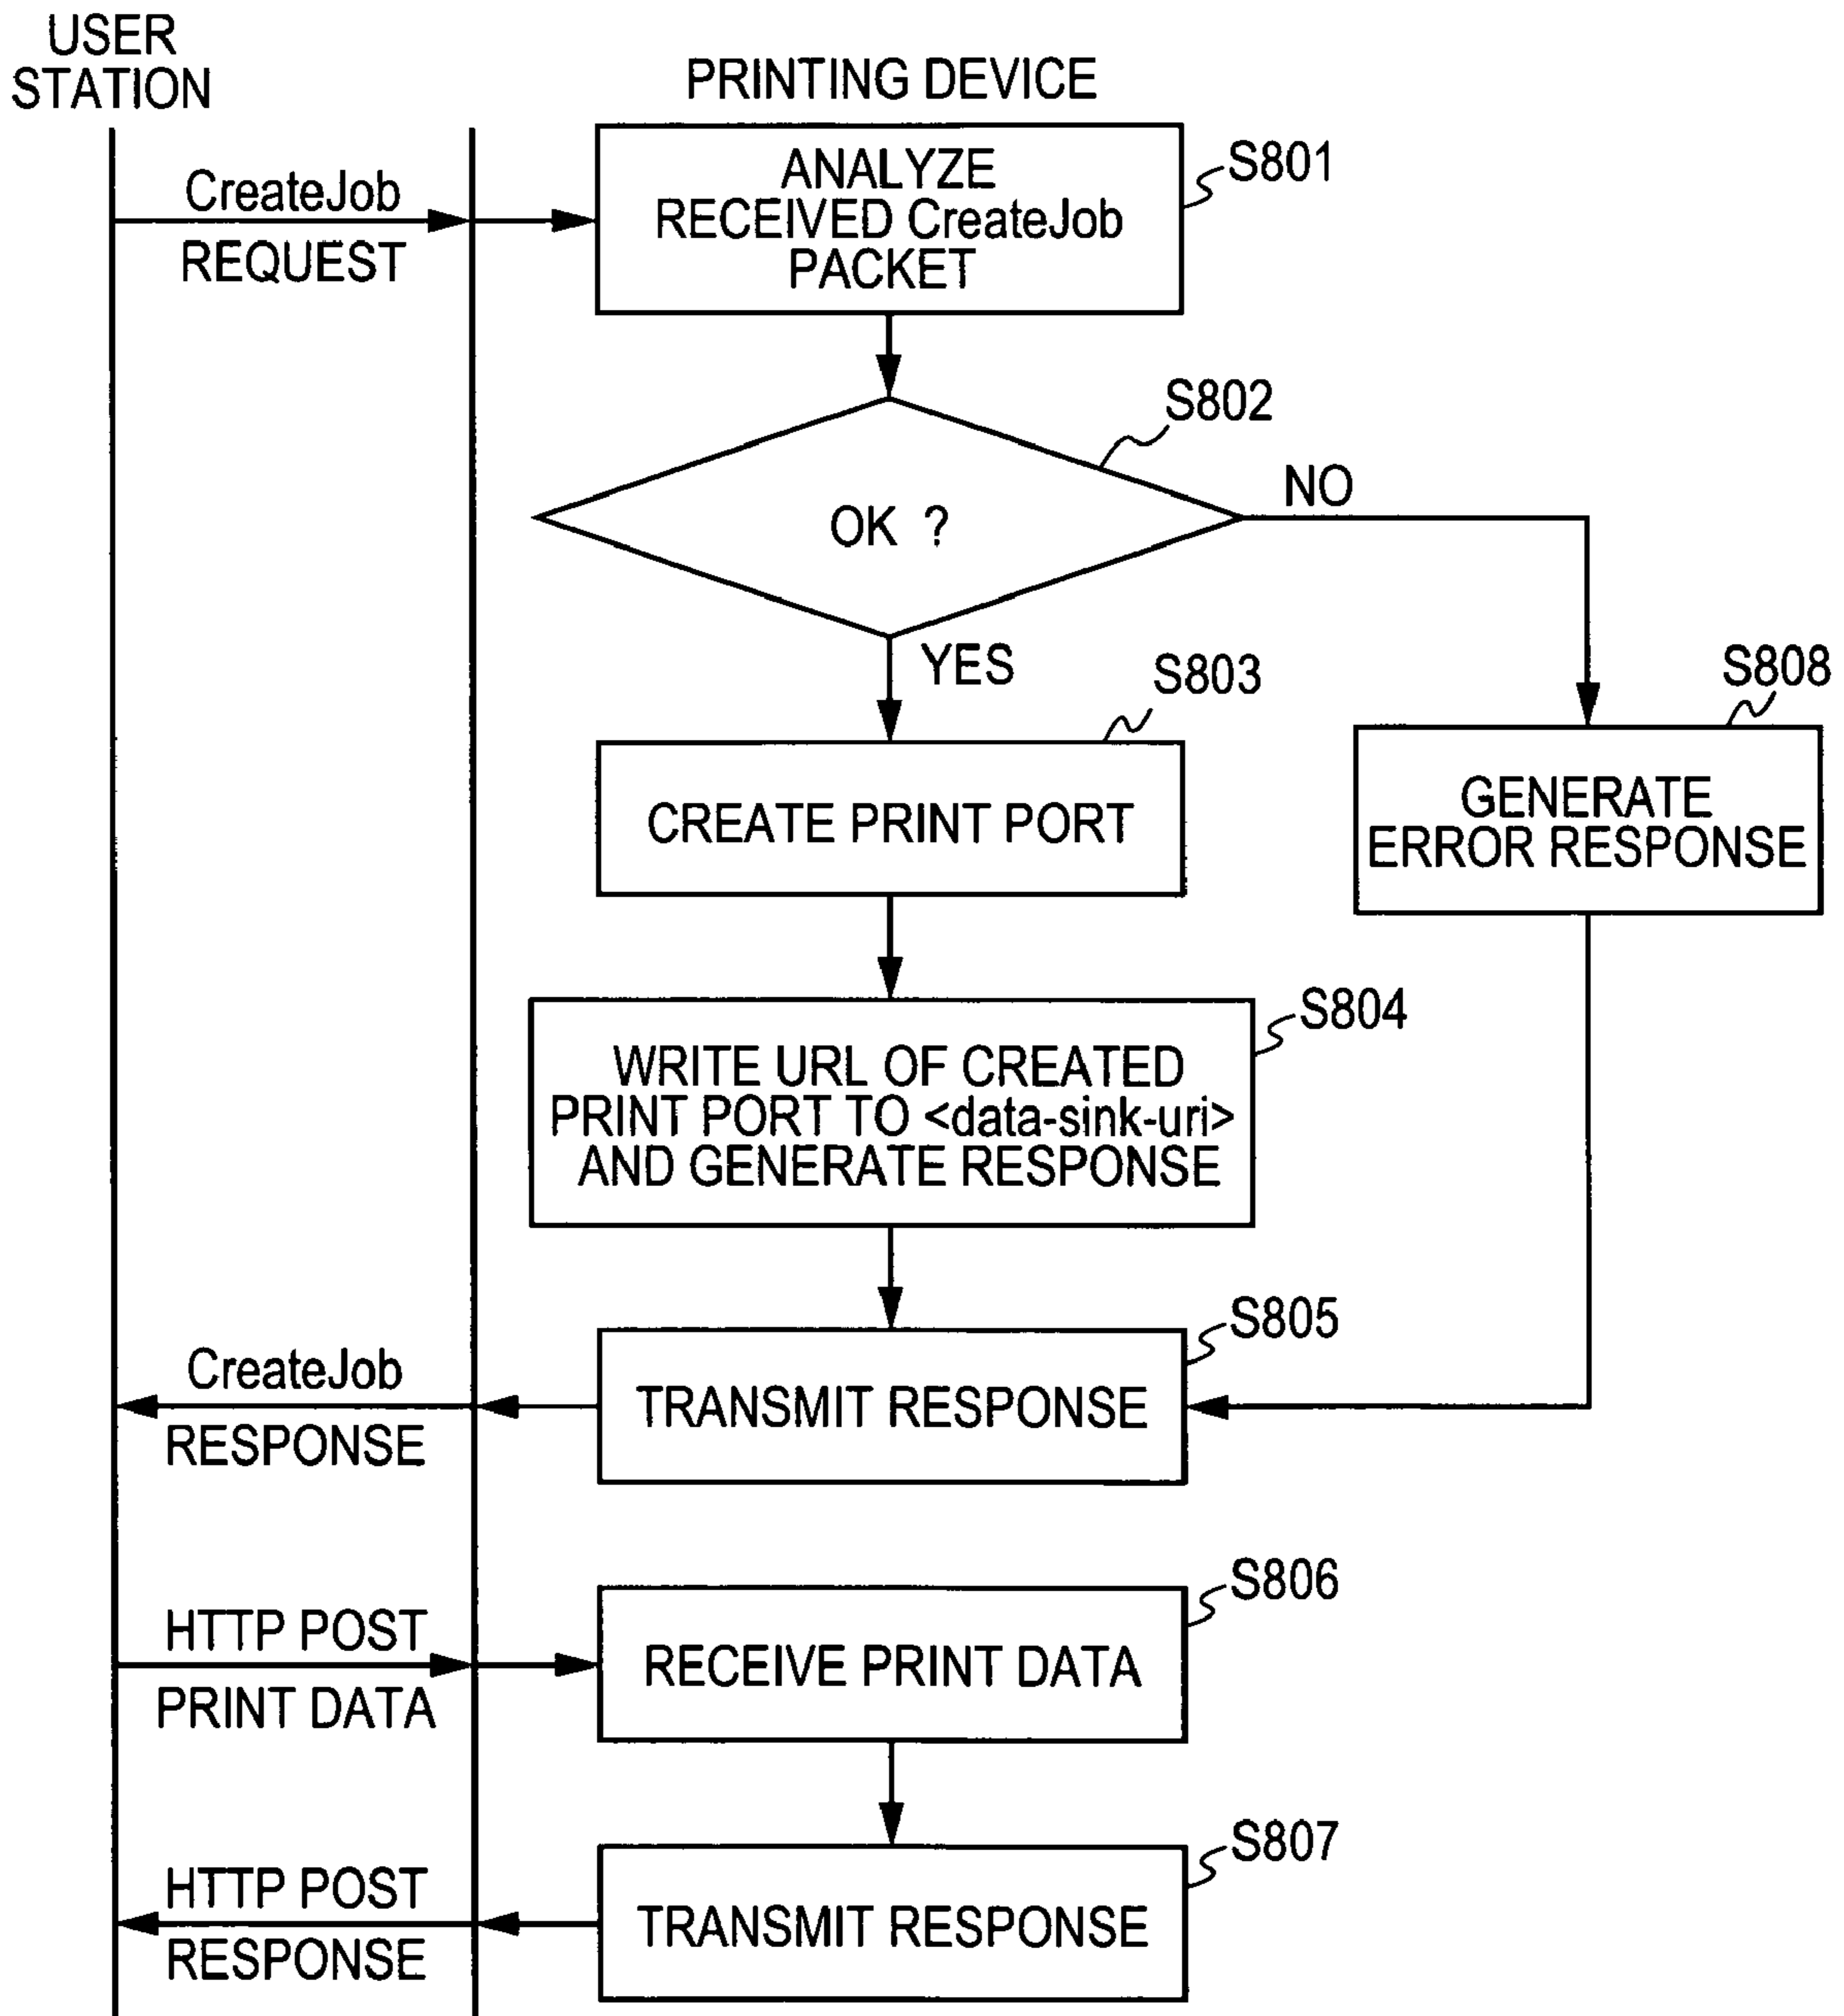 USER
STATION
PRINTING DEVICE
CreateJob
REQUEST
ANALYZE
RECEIVED CreateJob
PACKET
S801
S802
OK ?
NO
YES
S803
CREATE PRINT PORT
S808
GENERATE
ERROR RESPONSE
S804
WRITE URL OF CREATED
PRINT PORT TO <data-sink-uri>
AND GENERATE RESPONSE
S805
CreateJob
RESPONSE
TRANSMIT RESPONSE
S806
HTTP POST
PRINT DATA
RECEIVE PRINT DATA
S807
HTTP POST
RESPONSE
TRANSMIT RESPONSE